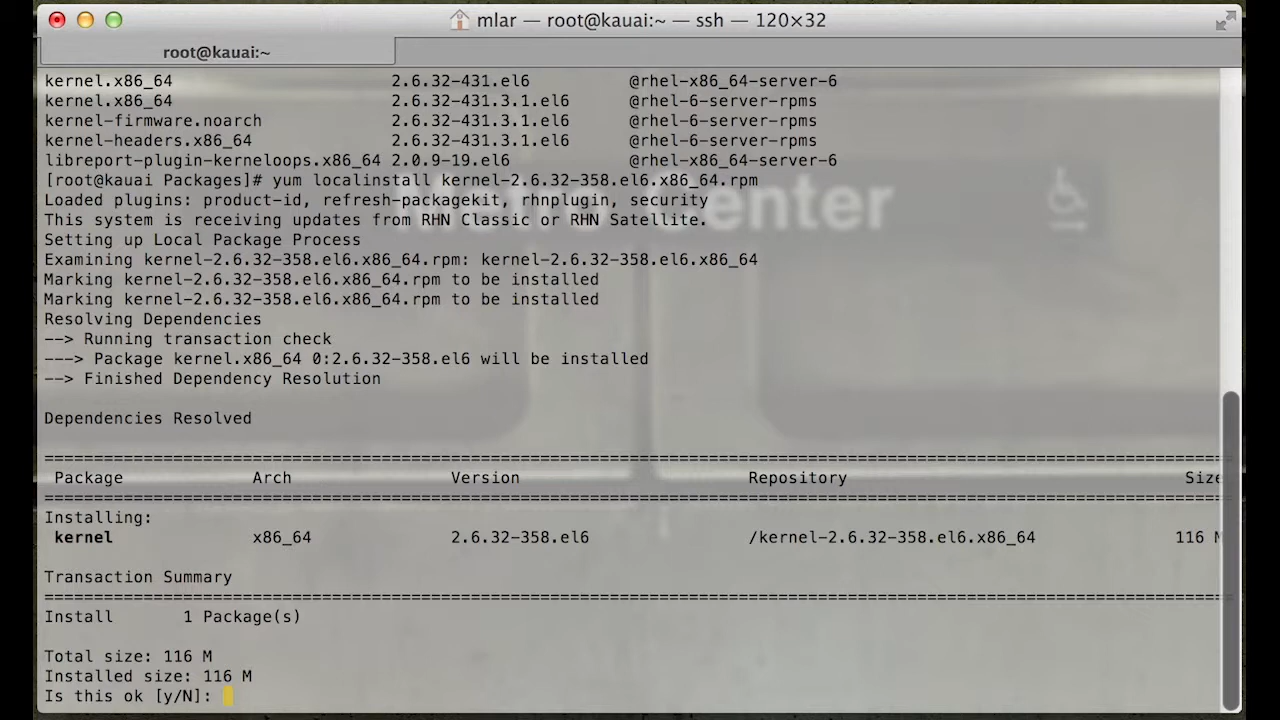 mlar — root@kauai:~ — ssh — 120×32
root@kauai:~
kernel.x86_64 2.6.32-431.el6 @rhel-x86_64-server-6
kernel.x86_64 2.6.32-431.3.1.el6 @rhel-6-server-rpms
kernel-firmware.noarch 2.6.32-431.3.1.el6 @rhel-6-server-rpms
kernel-headers.x86_64 2.6.32-431.3.1.el6 @rhel-6-server-rpms
libreport-plugin-kerneloops.x86_64 2.0.9-19.el6 @rhel-x86_64-server-6
[root@kauai Packages]# yum localinstall kernel-2.6.32-358.el6.x86_64.rpm
Loaded plugins: product-id, refresh-packagekit, rhnplugin, security
This system is receiving updates from RHN Classic or RHN Satellite.
Setting up Local Package Process
Examining kernel-2.6.32-358.el6.x86_64.rpm: kernel-2.6.32-358.el6.x86_64
Marking kernel-2.6.32-358.el6.x86_64.rpm to be installed
Marking kernel-2.6.32-358.el6.x86_64.rpm to be installed
Resolving Dependencies
--> Running transaction check
---> Package kernel.x86_64 0:2.6.32-358.el6 will be installed
--> Finished Dependency Resolution
Dependencies Resolved
Package Arch Version Repository Size
Installing:
kernel x86_64 2.6.32-358.el6 /kernel-2.6.32-358.el6.x86_64 116 M
Transaction Summary
Install 1 Package(s)
Total size: 116 M
Installed size: 116 M
Is this ok [y/N]:
Metro Center